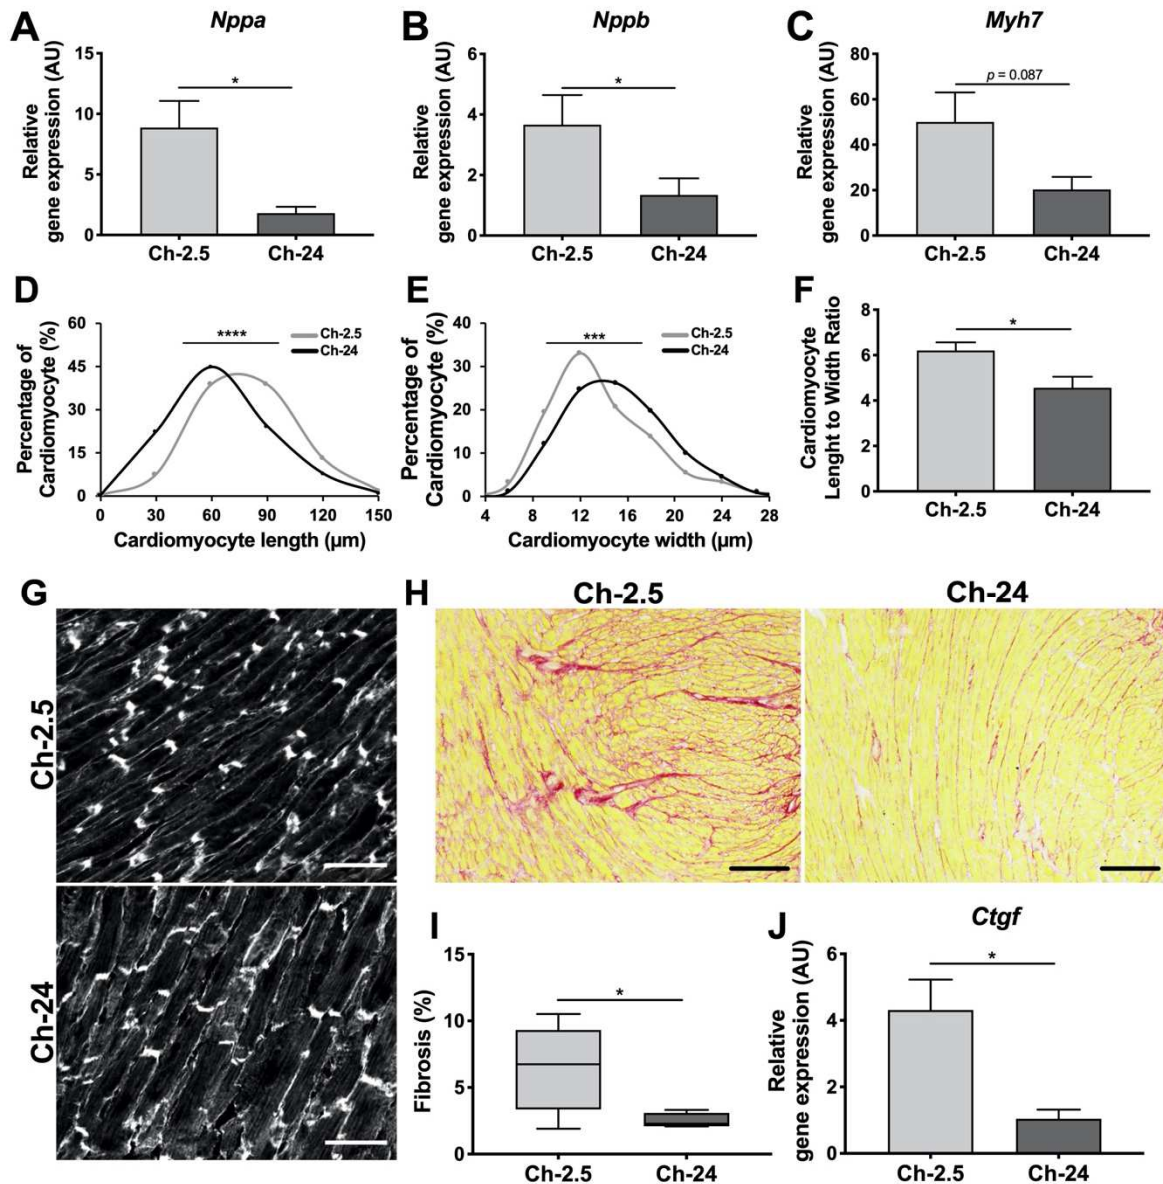 A
Nppa
Relative
gene expression (AU)
15
10
5
0
*
Ch-2.5
Ch-24
B
Nppb
Relative
gene expression (AU)
6
4
2
0
*
Ch-2.5
Ch-24
C
Myh7
Relative
gene expression (AU)
80
60
40
20
0
p = 0.087
Ch-2.5
Ch-24
D
Percentage of
Cardiomyocyte (%)
60
45
30
15
0
****
Ch-2.5
Ch-24
0 30 60 90 120 150
Cardiomyocyte length (µm)
E
Percentage of
Cardiomyocyte (%)
40
30
20
10
0
***
Ch-2.5
Ch-24
4 8 12 16 20 24 28
Cardiomyocyte width (µm)
F
Cardiomyocyte
Lenght to Width Ratio
8
6
4
2
0
*
Ch-2.5
Ch-24
G
Ch-2.5
Ch-24
H
Ch-2.5
Ch-24
I
Fibrosis (%)
15
10
5
0
*
Ch-2.5
Ch-24
J
Ctgf
Relative
gene expression (AU)
6
4
2
0
*
Ch-2.5
Ch-24